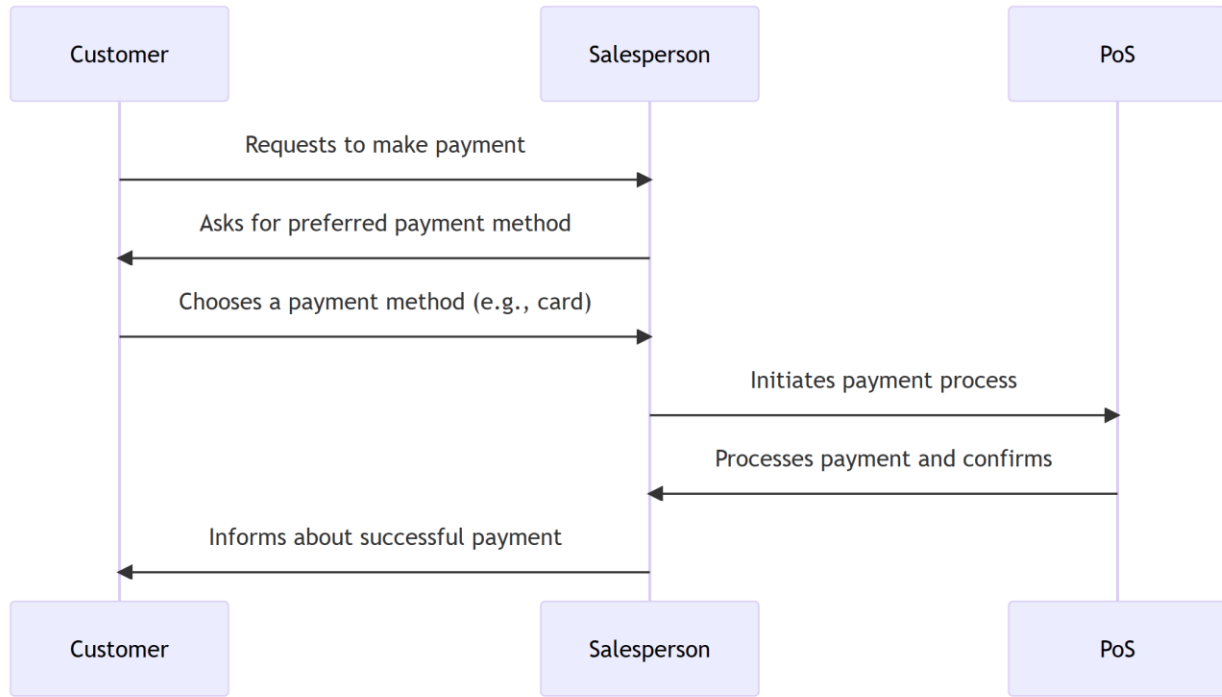 Customer
Salesperson
PoS
Requests to make payment
Asks for preferred payment method
Chooses a payment method (e.g., card)
Initiates payment process
Processes payment and confirms
Informs about successful payment
Customer
Salesperson
PoS